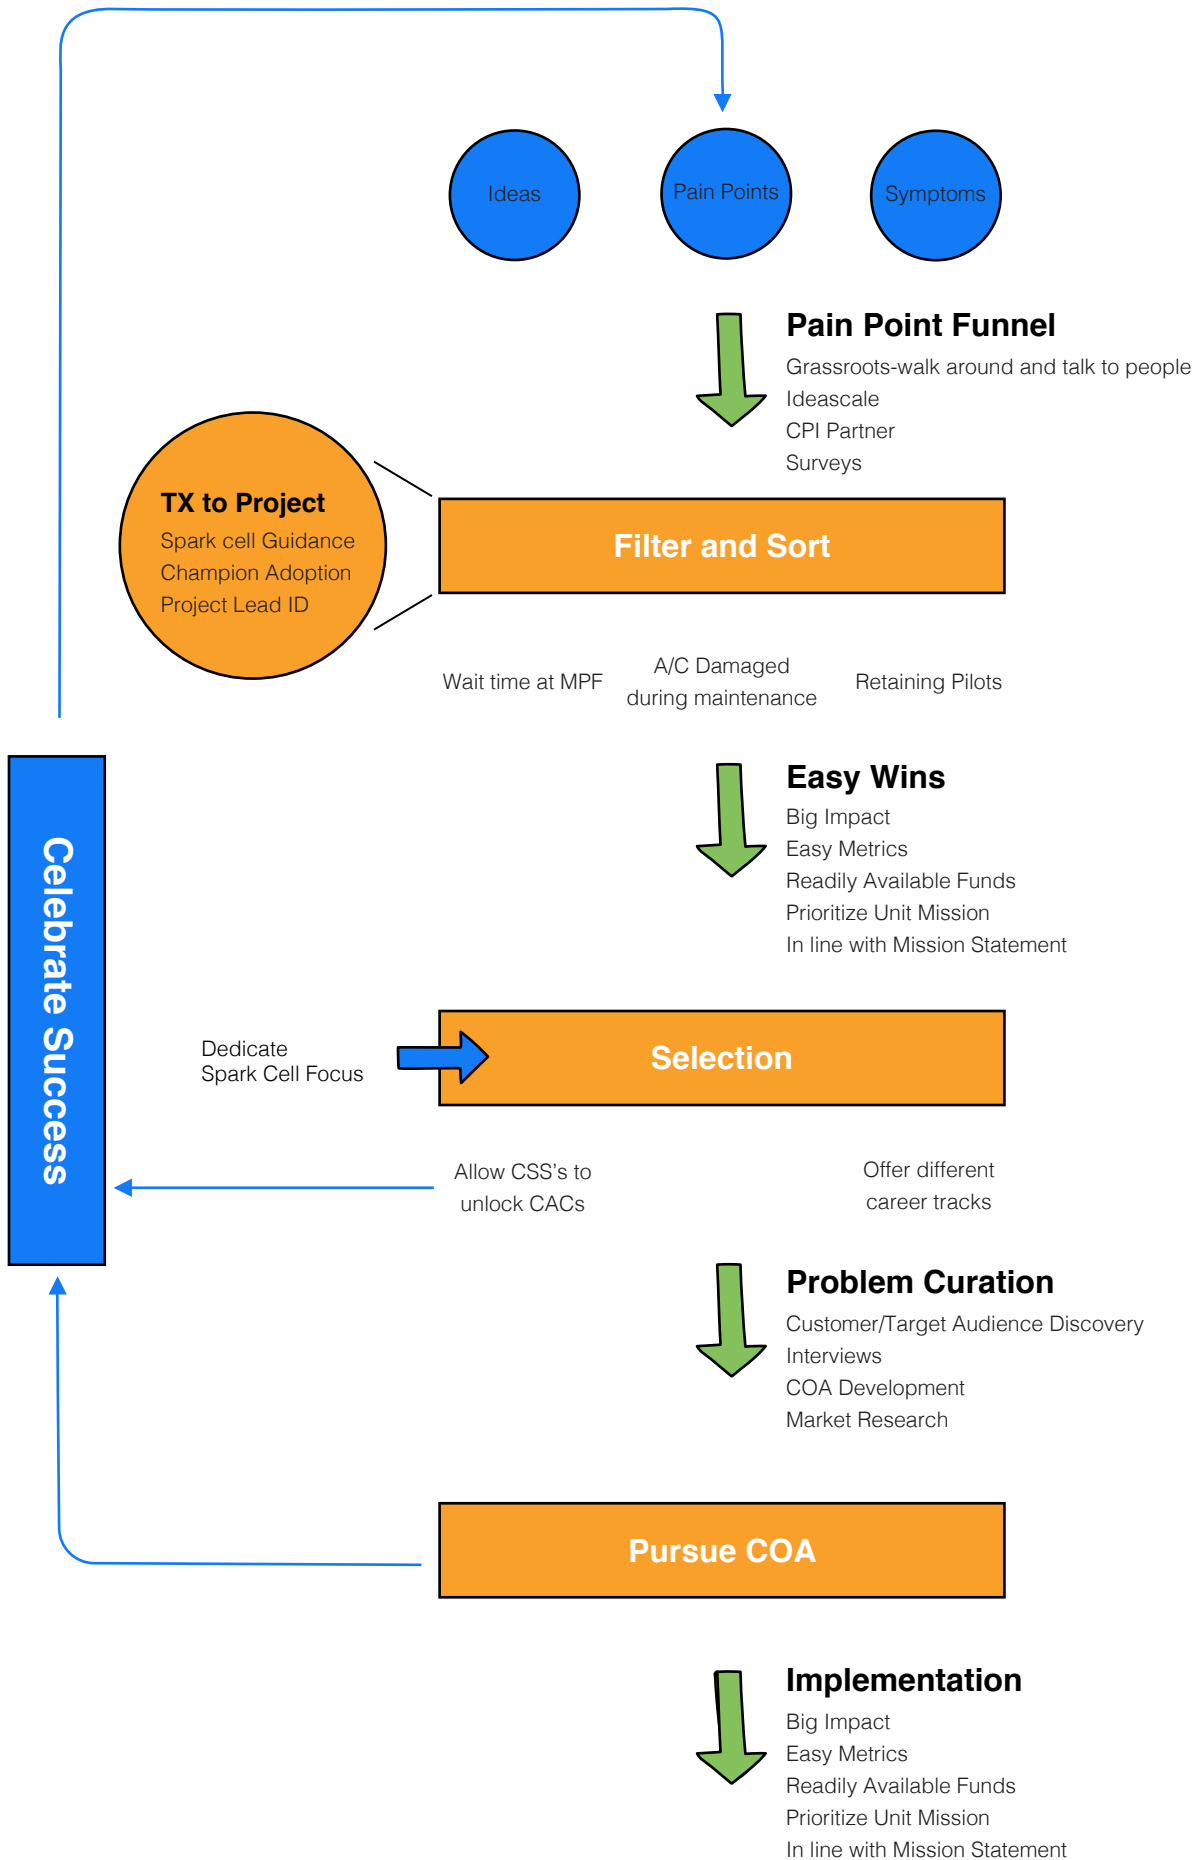 Ideas
Pain Points
Symptoms
Pain Point Funnel
Grassroots-walk around and talk to people
Ideascale
CPI Partner
Surveys
TX to Project
Spark cell Guidance
Champion Adoption
Project Lead ID
Filter and Sort
Wait time at MPF
A/C Damaged
during maintenance
Retaining Pilots
Easy Wins
Big Impact
Easy Metrics
Readily Available Funds
Prioritize Unit Mission
In line with Mission Statement
Celebrate Success
Dedicate
Spark Cell Focus
Selection
Allow CSS's to
unlock CACs
Offer different
career tracks
Problem Curation
Customer/Target Audience Discovery
Interviews
COA Development
Market Research
Pursue COA
Implementation
Big Impact
Easy Metrics
Readily Available Funds
Prioritize Unit Mission
In line with Mission Statement